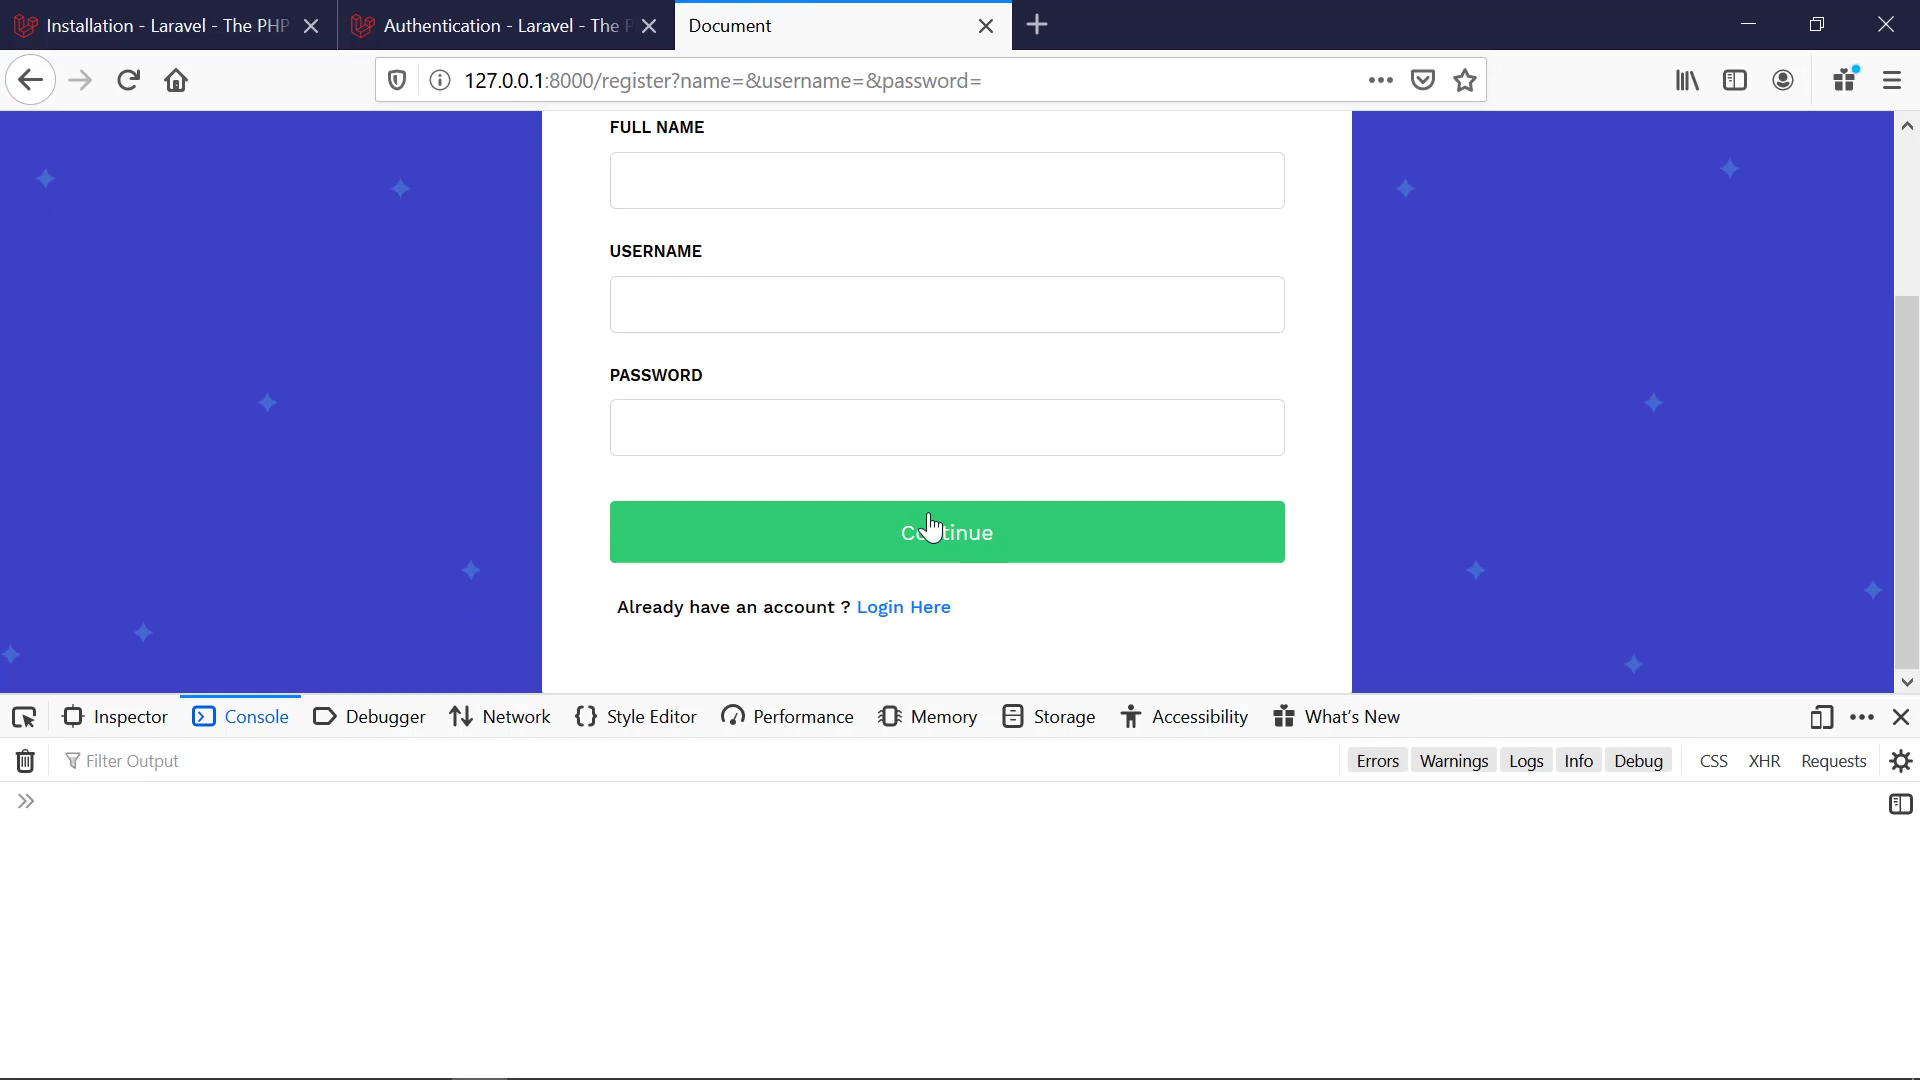 Installation - Laravel - The PHP
Authentication - Laravel - The P
Document
127.0.0.1:8000/register?name=&username=&password=
FULL NAME
USERNAME
PASSWORD
Already have an account ? Login Here
Inspector Console Debugger Network Style Editor Performance Memory Storage Accessibility What's New
Filter Output
Errors Warnings Logs Info Debug CSS XHR Requests